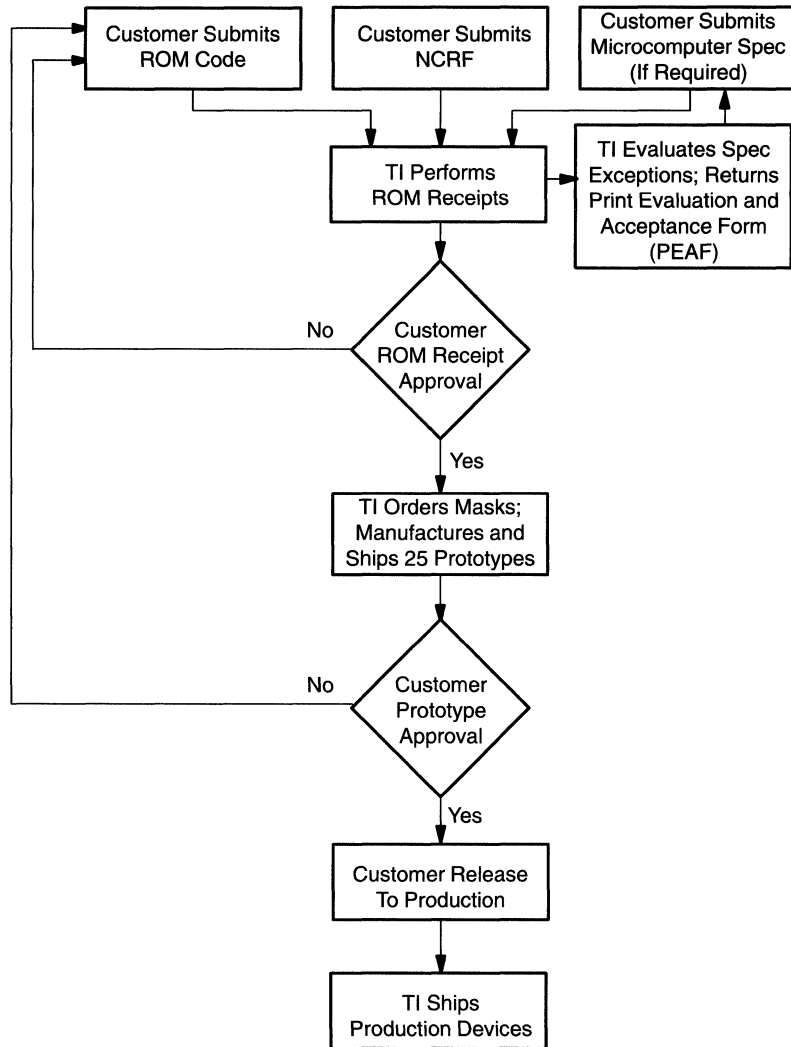 Customer Submits
ROM Code
Customer Submits
NCRF
Customer Submits
Microcomputer Spec
(If Required)
TI Performs
ROM Receipts
TI Evaluates Spec
Exceptions; Returns
Print Evaluation and
Acceptance Form
(PEAF)
No
Customer
ROM Receipt
Approval
Yes
TI Orders Masks;
Manufactures and
Ships 25 Prototypes
No
Customer
Prototype
Approval
Yes
Customer Release
To Production
TI Ships
Production Devices